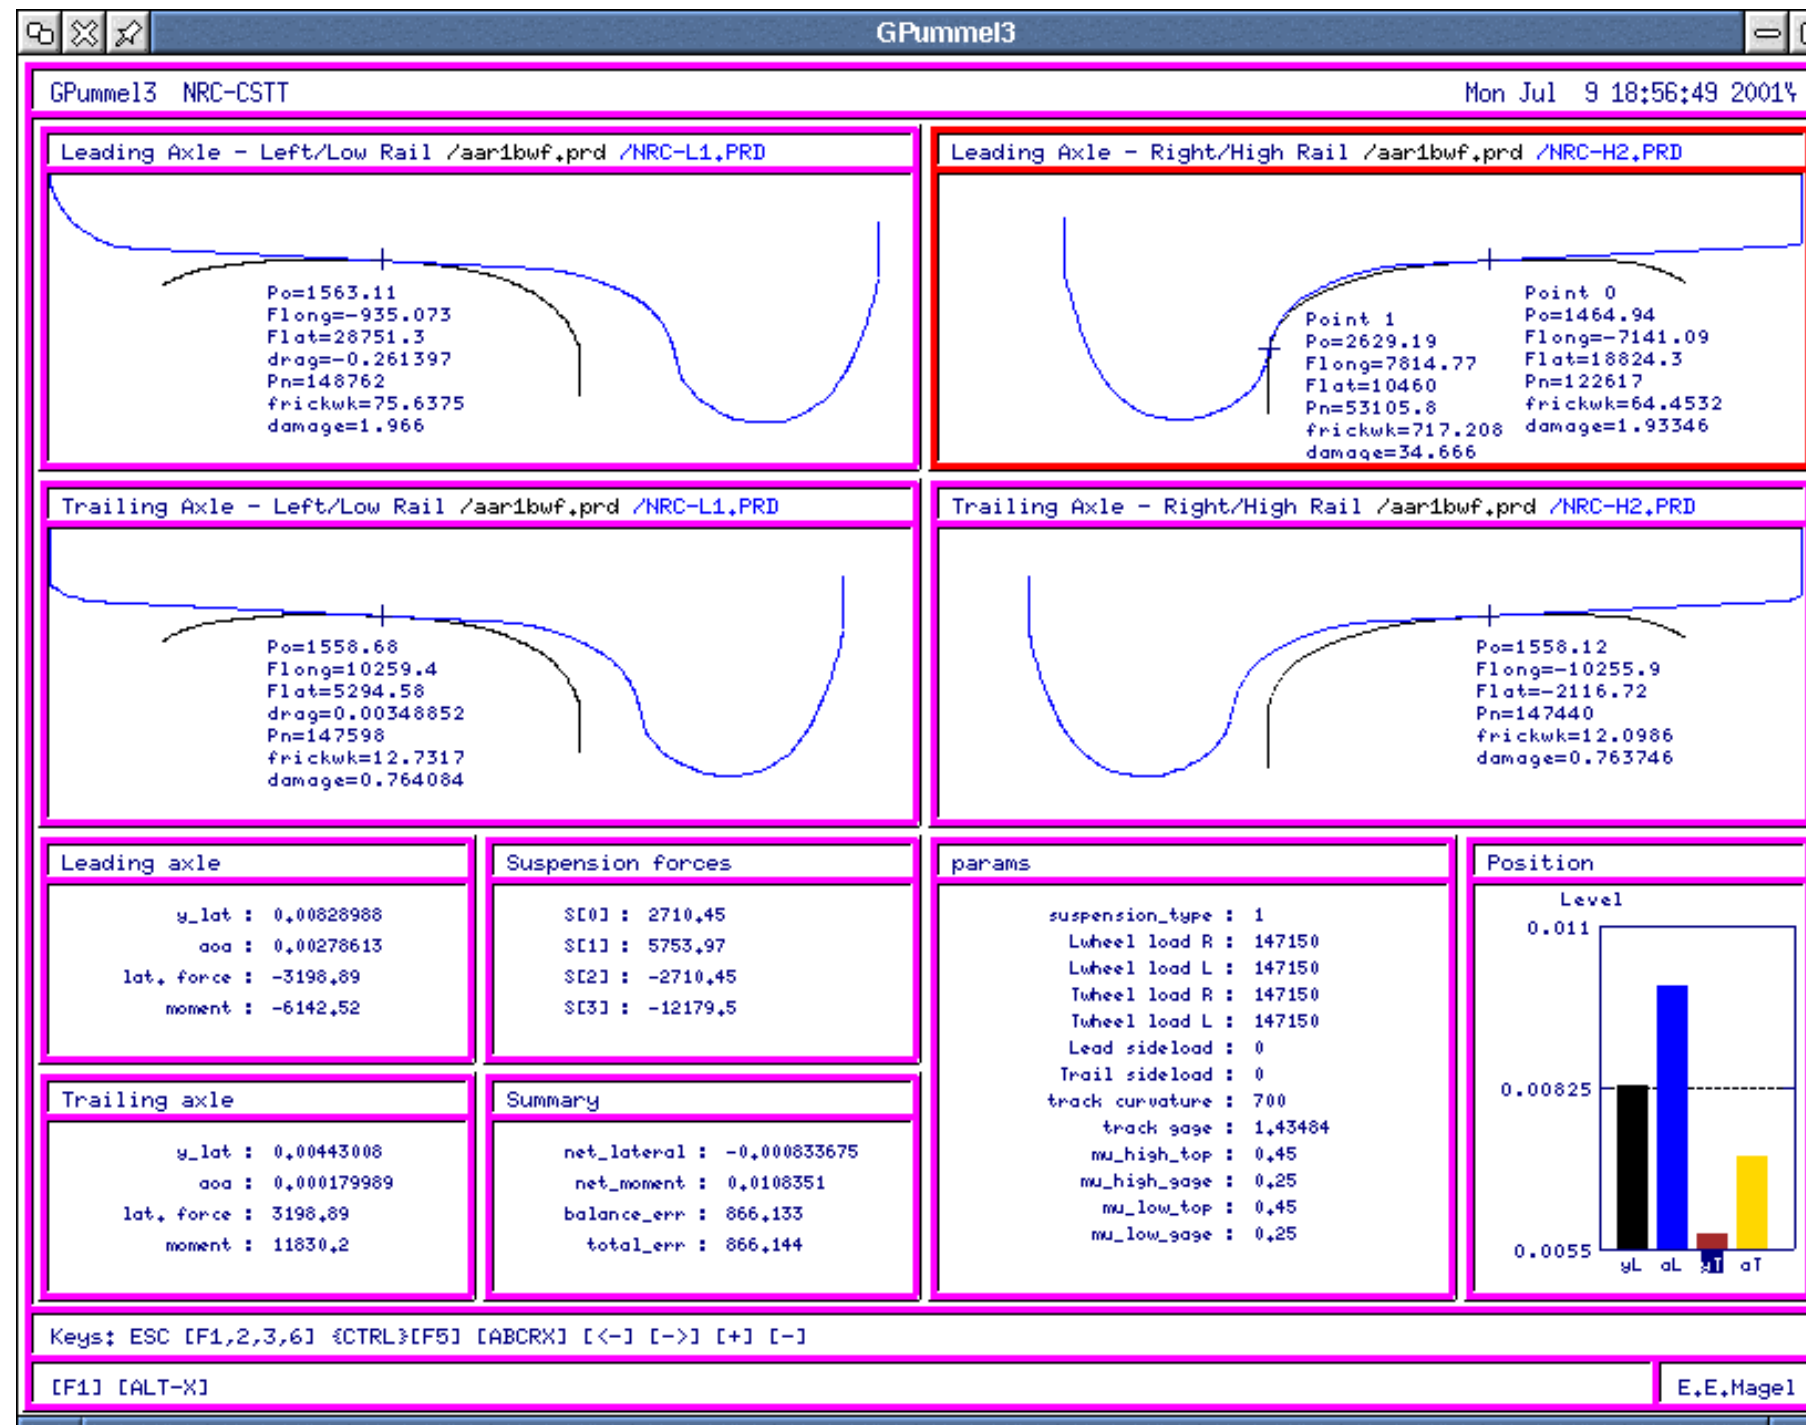 GPummel3
GPummel3 NRC-CSTT
Mon Jul 9 18:56:49 2001
Leading Axle - Left/Low Rail /aar1bwf.prd /NRC-L1.PRD
Po=1563.11
Flong=-935.073
Flat=28751.3
drag=-0.261397
Pn=148762
frickwk=75.6375
damage=1.966
Leading Axle - Right/High Rail /aar1bwf.prd /NRC-H2.PRD
Point 1
Po=2629.19
Flong=7814.77
Flat=10460
Pn=53105.8
frickwk=717.208
damage=34.666
Point 0
Po=1464.94
Flong=-7141.09
Flat=18824.3
Pn=122617
frickwk=64.4532
damage=1.93346
Trailing Axle - Left/Low Rail /aar1bwf.prd /NRC-L1.PRD
Po=1558.68
Flong=10259.4
Flat=5294.58
drag=0.00348852
Pn=147598
frickwk=12.7317
damage=0.764084
Trailing Axle - Right/High Rail /aar1bwf.prd /NRC-H2.PRD
Po=1558.12
Flong=-10255.9
Flat=-2116.72
Pn=147440
frickwk=12.0986
damage=0.763746
Leading axle
y_lat : 0.00828988
aoa : 0.00278613
lat. force : -3198.89
moment : -6142.52
Suspension forces
S[0] : 2710.45
S[1] : 5753.97
S[2] : -2710.45
S[3] : -12179.5
Trailing axle
y_lat : 0.00443008
aoa : 0.000179989
lat. force : 3198.89
moment : 11830.2
Summary
net_lateral : -0.000833675
net_moment : 0.0108351
balance_err : 866.133
total_err : 866.144
params
suspension_type : 1
Lwheel load R : 147150
Lwheel load L : 147150
Twheel load R : 147150
Twheel load L : 147150
Lead sideload : 0
Trail sideload : 0
track curvature : 700
track gage : 1.43484
mu_high_top : 0.45
mu_high_gage : 0.25
mu_low_top : 0.45
mu_low_gage : 0.25
Position
Level
0.011
0.00825
0.0055
yL aL yT aT
Keys: ESC [F1,2,3,6] {CTRL}[F5] [ABCRX] [<-] [->] [+] [-]
[F1] [ALT-X]
E.E.Magel